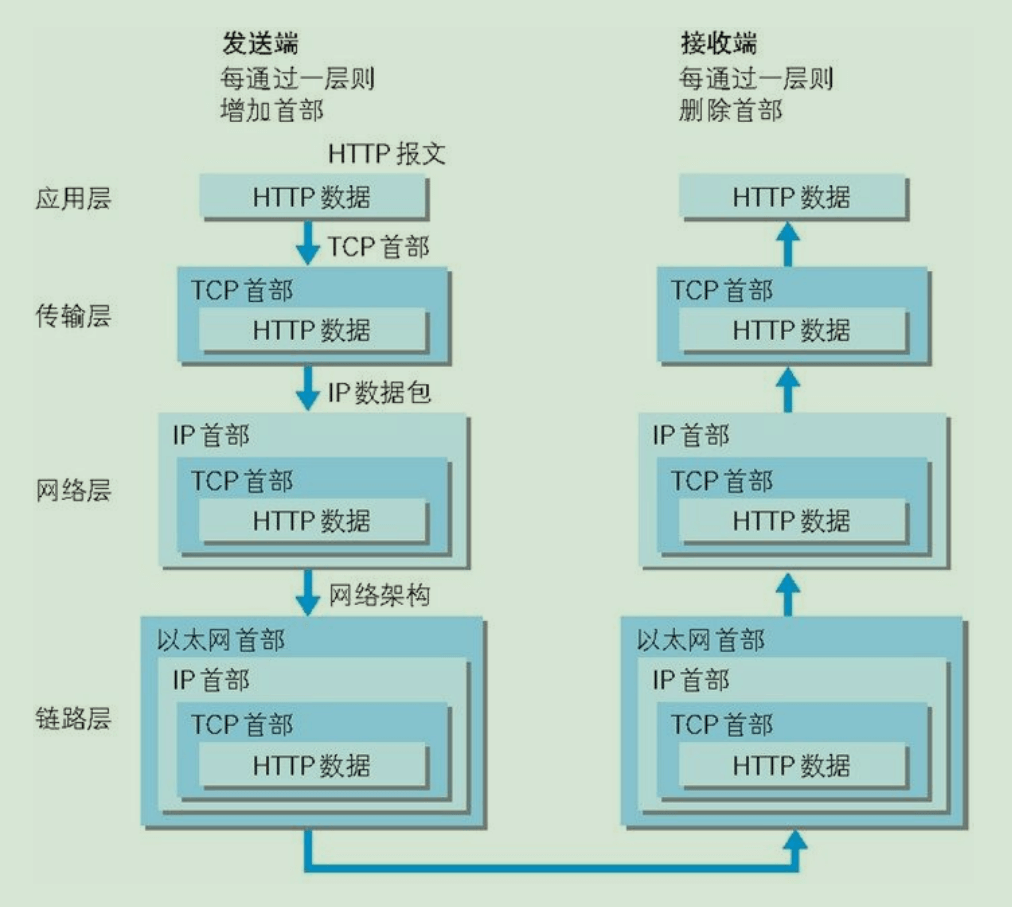 发送端
每通过一层则
增加首部
接收端
每通过一层则
删除首部
HTTP 报文
应用层
HTTP 数据
HTTP 数据
TCP 首部
传输层
TCP 首部
HTTP 数据
TCP 首部
HTTP 数据
IP 数据包
网络层
IP 首部
TCP 首部
HTTP 数据
IP 首部
TCP 首部
HTTP 数据
网络架构
链路层
以太网首部
IP 首部
TCP 首部
HTTP 数据
以太网首部
IP 首部
TCP 首部
HTTP 数据